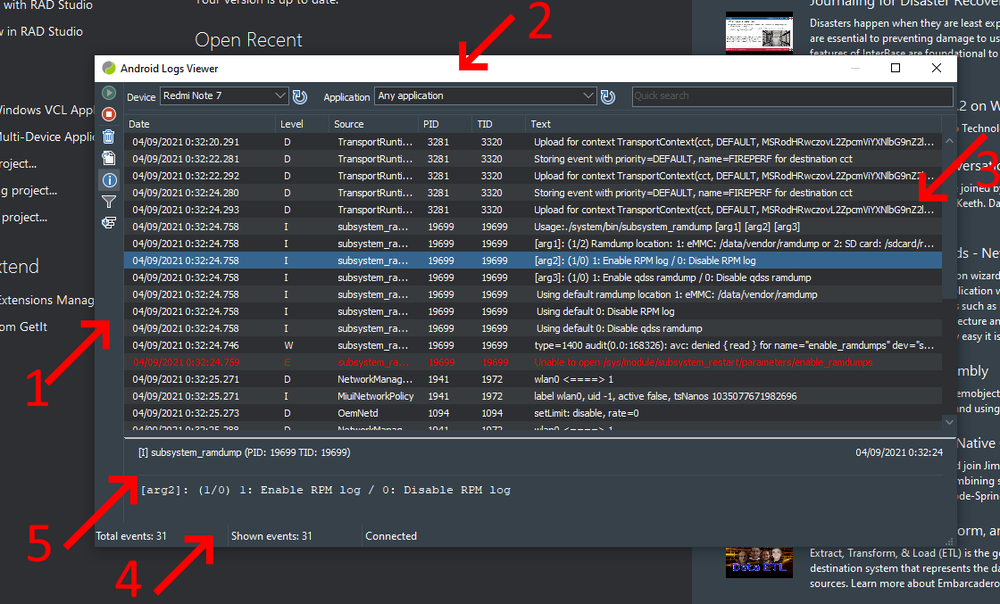 with RAD Studio
Your version is up to date.
w in RAD Studio
Open Recent
Windows VCL Appl
Multi-Device Applic
roject...
g project...
project...
xtend
Extensions Manag
om GetIt
Journaling for Disaster Recover
Disasters happen when they are least exp
are essential to preventing damage to us
features of InterBase are foundational to
2
Android Logs Viewer
Device
Redmi Note 7
Application
Any application
Quick search
Date Level Source PID TID Text
04/09/2021 0:32:20.291 D TransportRunti... 3281 3320 Upload for context TransportContext(cct, DEFAULT, MSRodHRwczovL2ZpcmViYXNlbG9nZ2l...
04/09/2021 0:32:22.281 D TransportRunti... 3281 3320 Storing event with priority=DEFAULT, name=FIREPERF for destination cct
04/09/2021 0:32:22.292 D TransportRunti... 3281 3320 Upload for context TransportContext(cct, DEFAULT, MSRodHRwczovL2ZpcmViYXNlbG9nZ2l...
04/09/2021 0:32:24.280 D TransportRunti... 3281 3320 Storing event with priority=DEFAULT, name=FIREPERF for destination cct
04/09/2021 0:32:24.293 D TransportRunti... 3281 3320 Upload for context TransportContext(cct, DEFAULT, MSRodHRwczovL2ZpcmViYXNlbG9nZ2l...
04/09/2021 0:32:24.758 I subsystem_ra... 19699 19699 Usage:./system/bin/subsystem_ramdump [arg1] [arg2] [arg3]
04/09/2021 0:32:24.758 I subsystem_ra... 19699 19699 [arg1]: (1/2) Ramdump location: 1: eMMC: /data/vendor/ramdump or 2: SD card: /sdcard/r...
04/09/2021 0:32:24.758 I subsystem_ra... 19699 19699 [arg2]: (1/0) 1: Enable RPM log / 0: Disable RPM log
04/09/2021 0:32:24.758 I subsystem_ra... 19699 19699 [arg3]: (1/0) 1: Enable qdss ramdump / 0: Disable qdss ramdump
04/09/2021 0:32:24.758 I subsystem_ra... 19699 19699 Using default ramdump location 1: eMMC: /data/vendor/ramdump
04/09/2021 0:32:24.758 I subsystem_ra... 19699 19699 Using default 0: Disable RPM log
04/09/2021 0:32:24.758 I subsystem_ra... 19699 19699 Using default 0: Disable qdss ramdump
04/09/2021 0:32:24.746 W subsystem_ra... 19699 19699 type=1400 audit(0.0:168326): avc: denied { read } for name="enable_ramdumps" dev="s...
04/09/2021 0:32:24.759 E subsystem_ra... 19699 19699 Unable to open /sys/module/subsystem_restart/parameters/enable_ramdumps
04/09/2021 0:32:25.271 D NetworkManag... 1941 1972 wlan0 <====> 1
04/09/2021 0:32:25.271 I MiuiNetworkPolicy 1941 1972 label wlan0, uid -1, active false, tsNanos 1035077671982696
04/09/2021 0:32:25.273 D OemNetd 1094 1094 setLimit: disable, rate=0
04/09/2021 0:32:25.288 D NetworkManag... 1941 1972 wlan0 <====> 1
[I] subsystem_ramdump (PID: 19699 TID: 19699)
04/09/2021 0:32:24
[arg2]: (1/0) 1: Enable RPM log / 0: Disable RPM log
Total events: 31
Shown events: 31
Connected
1
3
4
5
.2 on W
Technol
versatio
joined by
Keeth. Da
ds - New
on wizard
such as
ecture and
easy it is
mbly
and using
Native
join Jim
mbining s
ode-Spring
orm, an
Data ETL
Extract, Transform, & Load (ETL) is the ge
destination system that represents the da
sources. Learn more about Embarcadero